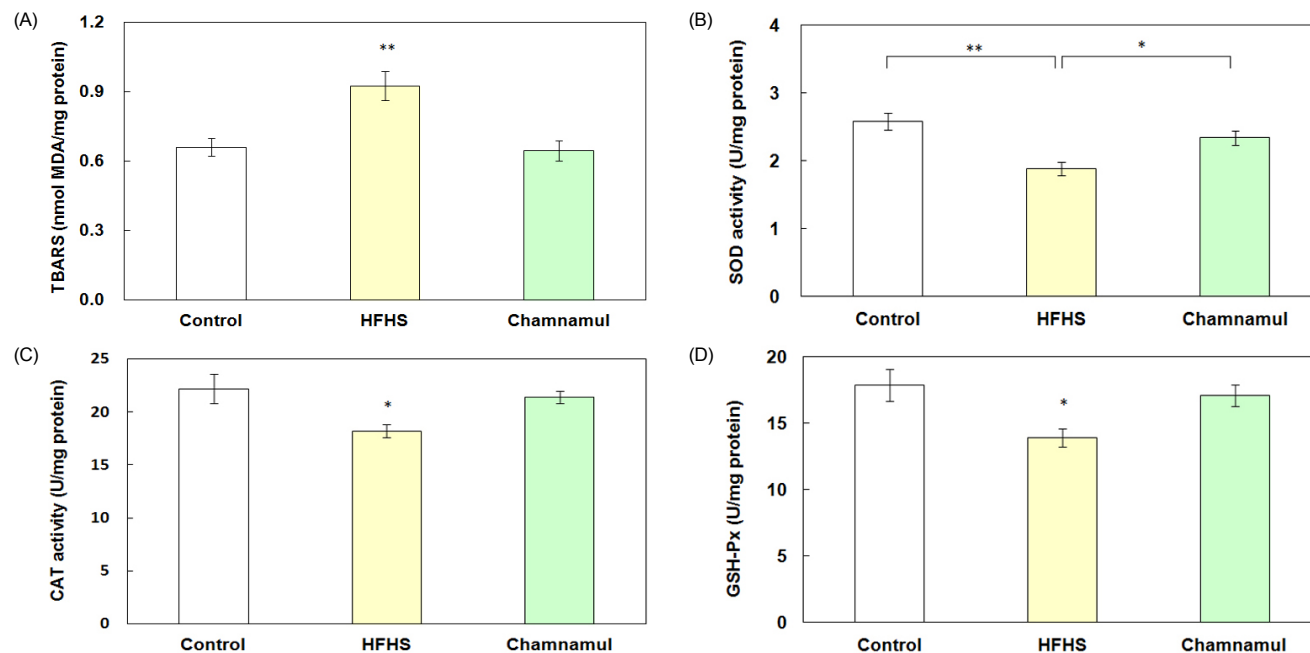 (A)
TBARS (nmol MDA/mg protein)
1.2
0.9
0.6
0.3
0.0
**
Control HFHS Chamnamul
(B)
SOD activity (U/mg protein)
4
3
2
1
0
** *
Control HFHS Chamnamul
(C)
CAT activity (U/mg protein)
25
20
15
10
5
0
*
Control HFHS Chamnamul
(D)
GSH-Px (U/mg protein)
20
15
10
5
0
*
Control HFHS Chamnamul